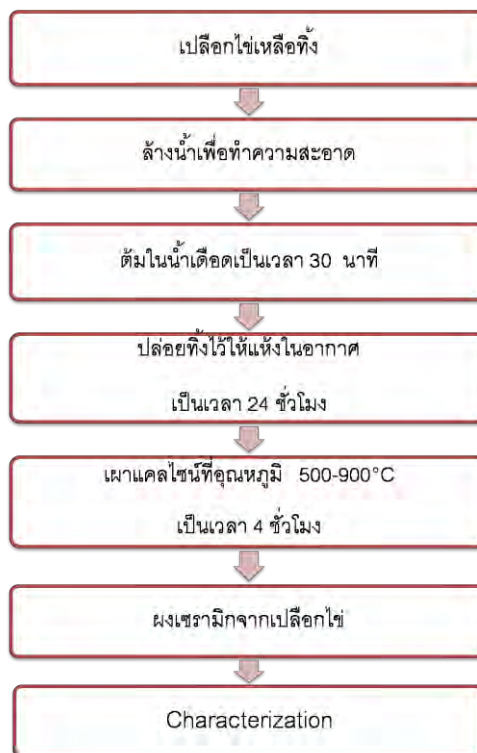 เปลือกไข่เหลือทิ้ง
ล้างน้ำเพื่อทำความสะอาด
ต้มในน้ำเดือดเป็นเวลา 30 นาที
ปล่อยทิ้งไว้ให้แห้งในอากาศ
เป็นเวลา 24 ชั่วโมง
เผาแคลไซน์ที่อุณหภูมิ 500-900°C
เป็นเวลา 4 ชั่วโมง
ผงเซรามิกจากเปลือกไข่
Characterization